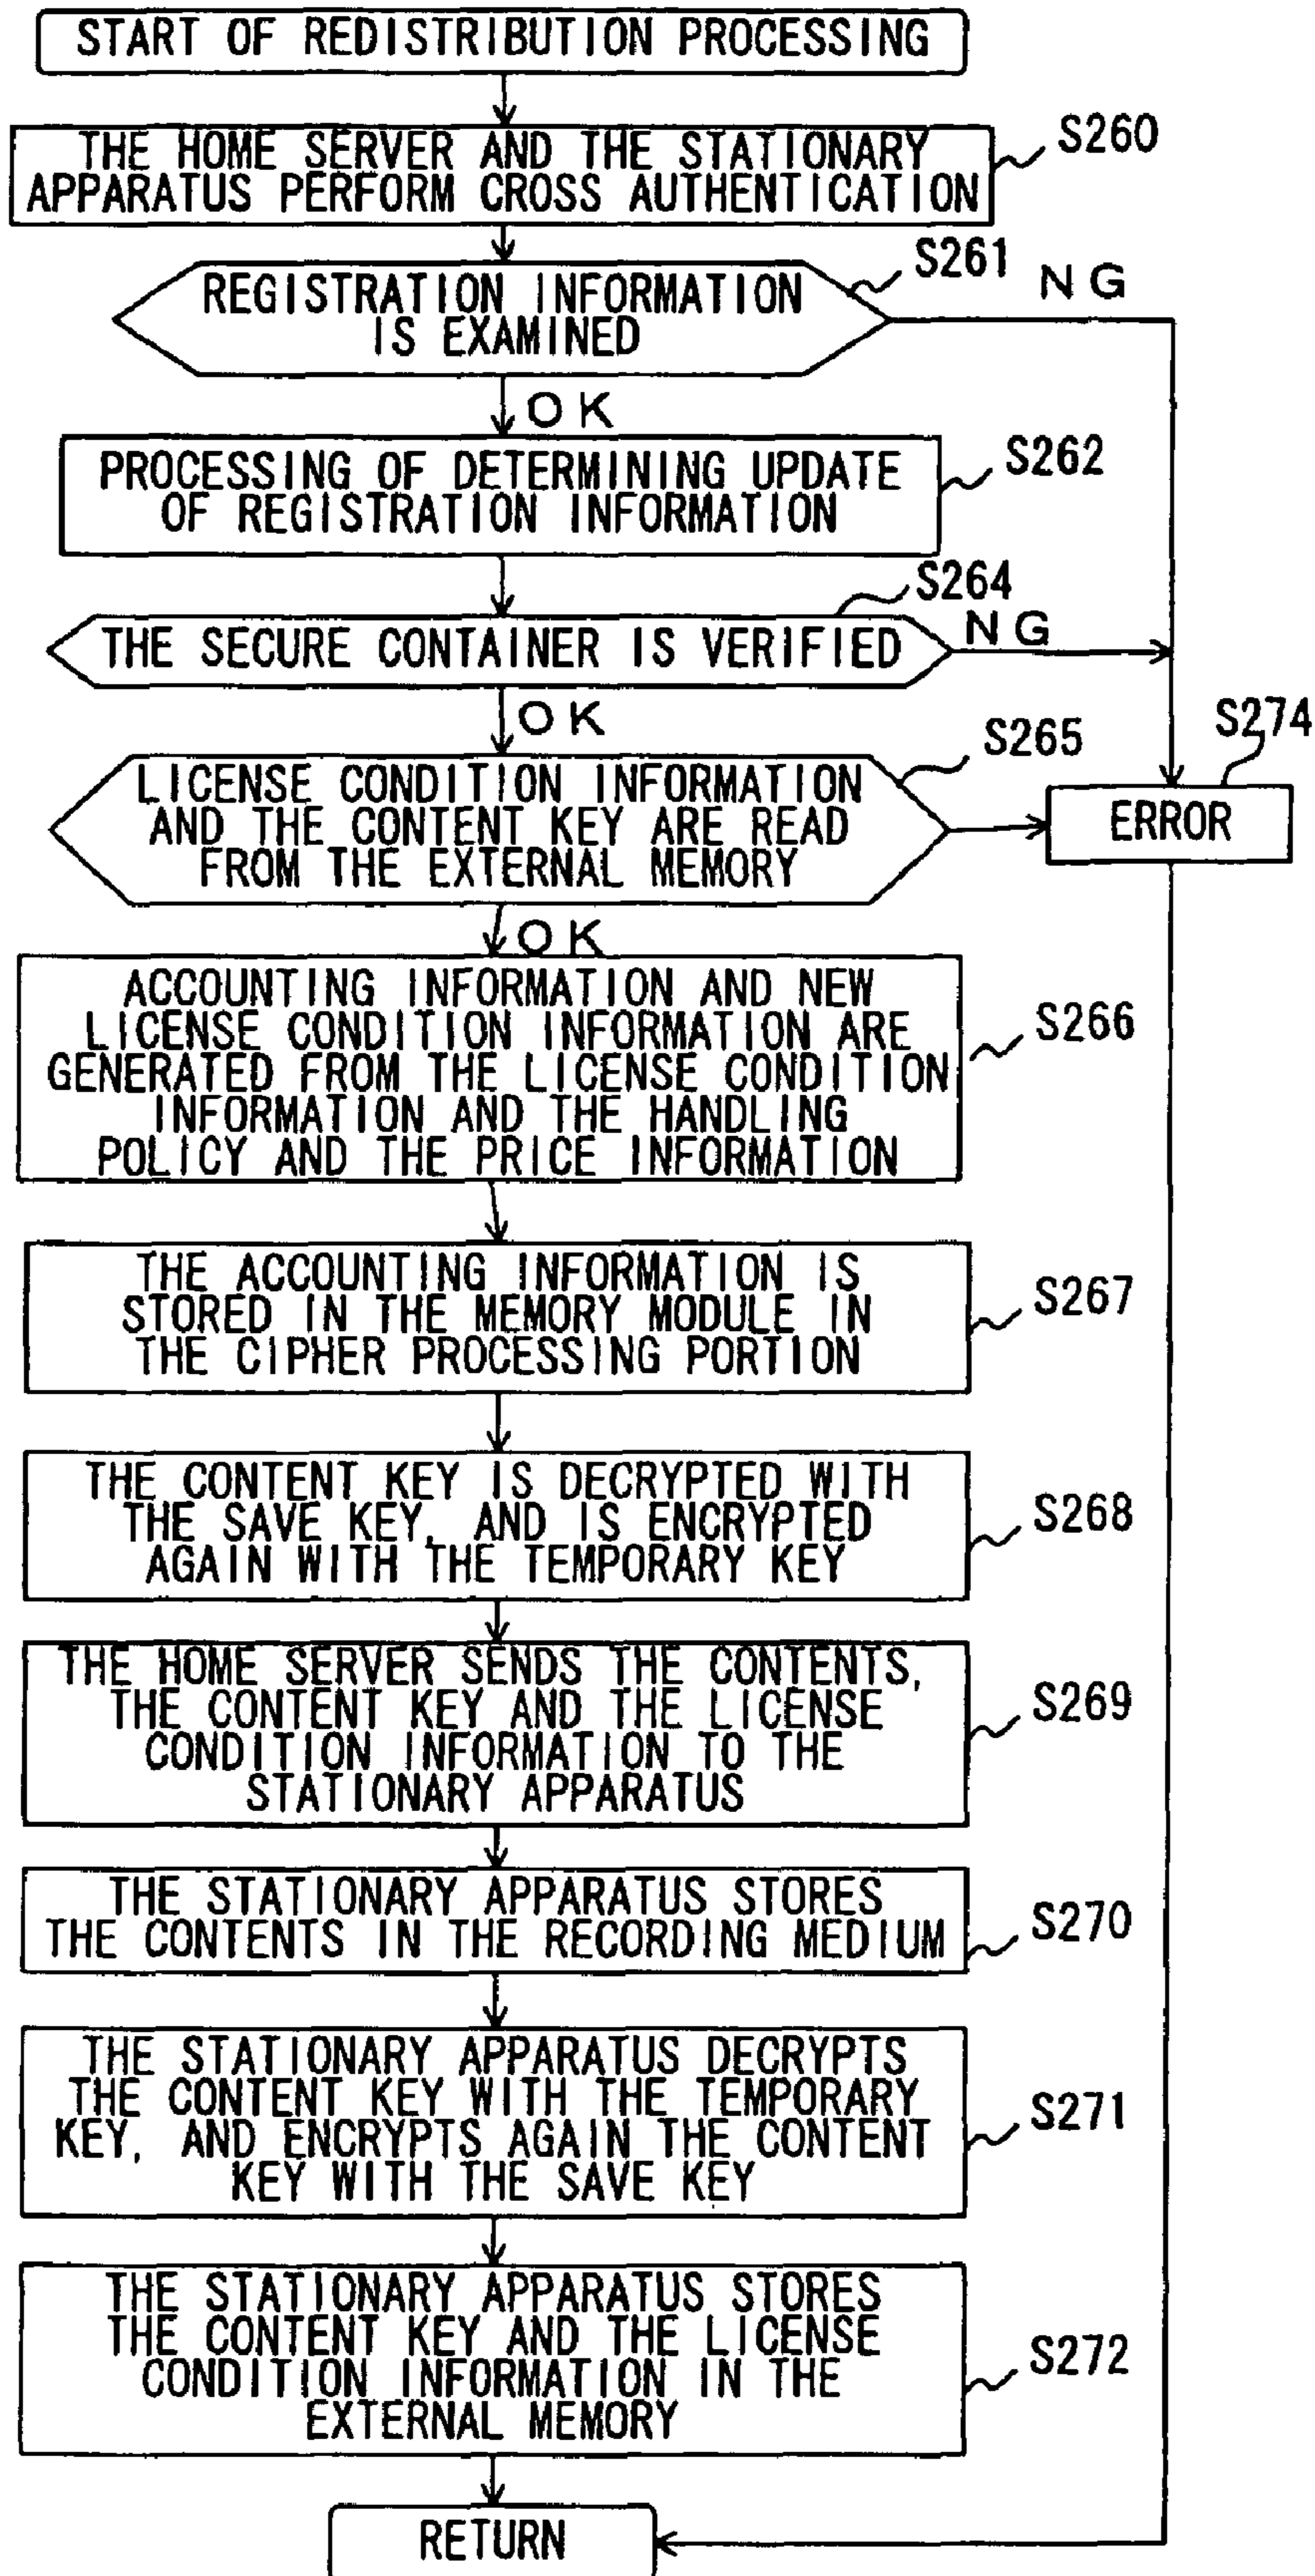 START OF REDISTRIBUTION PROCESSING
THE HOME SERVER AND THE STATIONARY
APPARATUS PERFORM CROSS AUTHENTICATION
S260
REGISTRATION INFORMATION
IS EXAMINED
S261
NG
OK
PROCESSING OF DETERMINING UPDATE
OF REGISTRATION INFORMATION
S262
THE SECURE CONTAINER IS VERIFIED
S264
NG
OK
LICENSE CONDITION INFORMATION
AND THE CONTENT KEY ARE READ
FROM THE EXTERNAL MEMORY
S265
S274
ERROR
OK
ACCOUNTING INFORMATION AND NEW
LICENSE CONDITION INFORMATION ARE
GENERATED FROM THE LICENSE CONDITION
INFORMATION AND THE HANDLING
POLICY AND THE PRICE INFORMATION
S266
THE ACCOUNTING INFORMATION IS
STORED IN THE MEMORY MODULE IN
THE CIPHER PROCESSING PORTION
S267
THE CONTENT KEY IS DECRYPTED WITH
THE SAVE KEY, AND IS ENCRYPTED
AGAIN WITH THE TEMPORARY KEY
S268
THE HOME SERVER SENDS THE CONTENTS,
THE CONTENT KEY AND THE LICENSE
CONDITION INFORMATION TO THE
STATIONARY APPARATUS
S269
THE STATIONARY APPARATUS STORES
THE CONTENTS IN THE RECORDING MEDIUM
S270
THE STATIONARY APPARATUS DECRYPTS
THE CONTENT KEY WITH THE TEMPORARY
KEY, AND ENCRYPTS AGAIN THE CONTENT
KEY WITH THE SAVE KEY
S271
THE STATIONARY APPARATUS STORES
THE CONTENT KEY AND THE LICENSE
CONDITION INFORMATION IN THE
EXTERNAL MEMORY
S272
RETURN